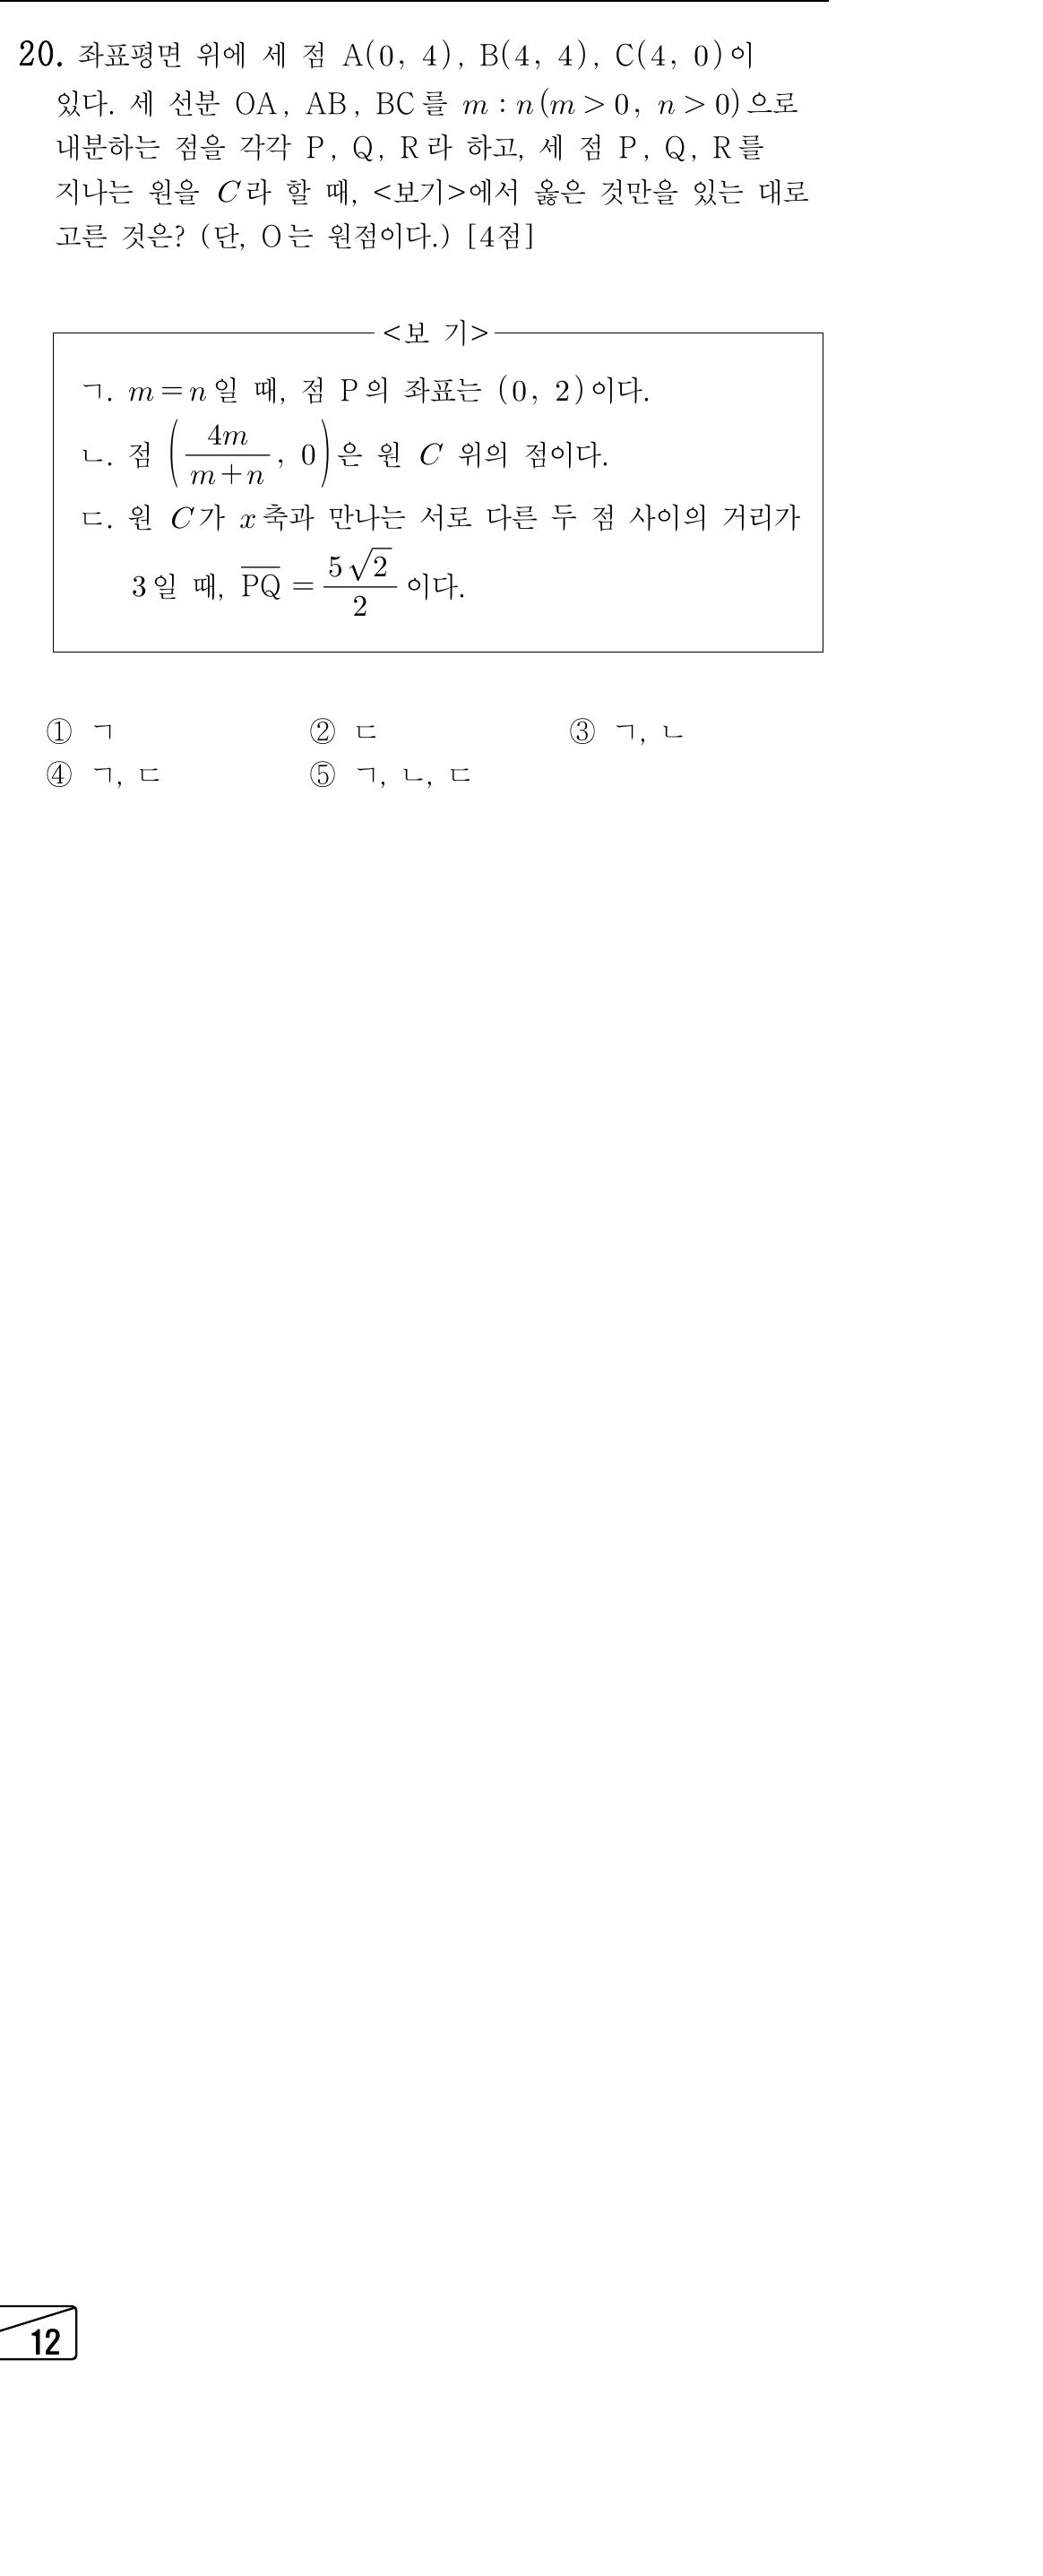 20. 좌표평면 위에 세 점 A(0, 4), B(4, 4), C(4, 0)이
있다. 세 선분 OA, AB, BC를 m : n (m > 0, n > 0)으로
내분하는 점을 각각 P, Q, R라 하고, 세 점 P, Q, R를
지나는 원을 C라 할 때, <보기>에서 옳은 것만을 있는 대로
고른 것은? (단, O는 원점이다.) [4점]
<보 기>
ㄱ. m = n일 때, 점 P의 좌표는 (0, 2)이다.
ㄴ. 점 (4m/(m+n), 0)은 원 C 위의 점이다.
ㄷ. 원 C가 x축과 만나는 서로 다른 두 점 사이의 거리가
3일 때, P̅Q̅ = 5√2/2 이다.
① ㄱ ② ㄷ ③ ㄱ, ㄴ
④ ㄱ, ㄷ ⑤ ㄱ, ㄴ, ㄷ
12